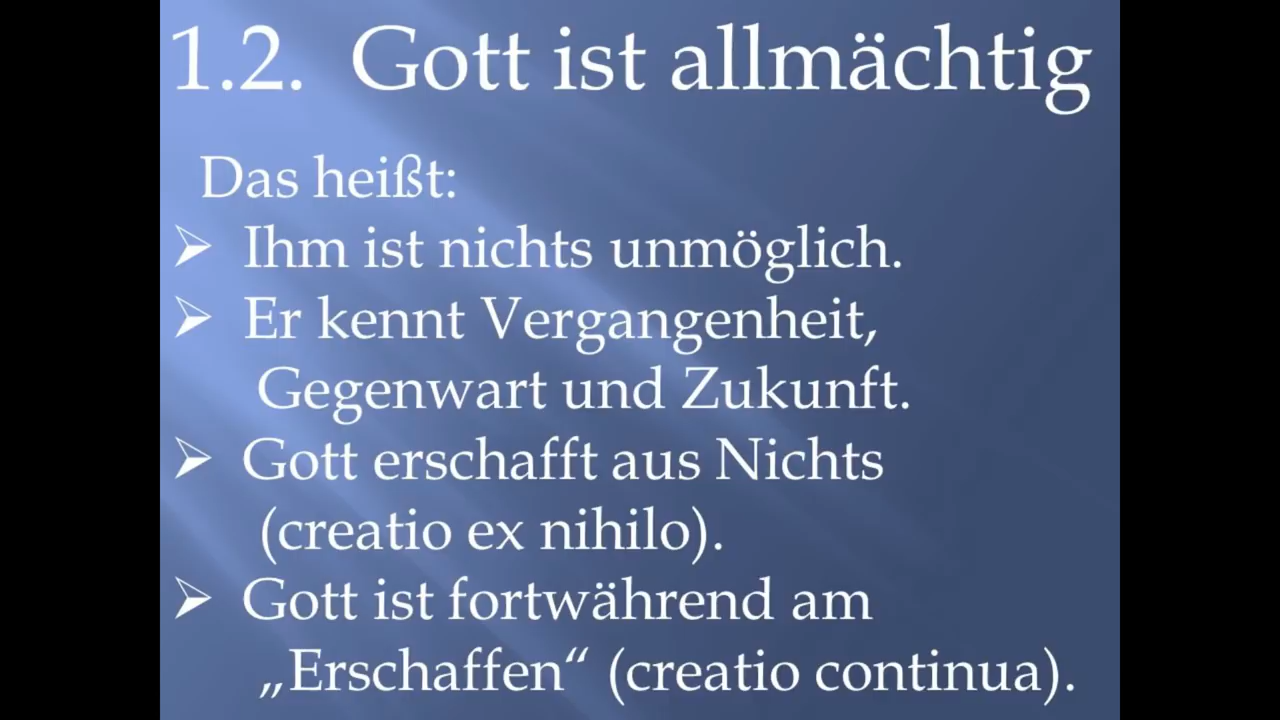 1.2. Gott ist allmächtig
Das heißt:
➢ Ihm ist nichts unmöglich.
➢ Er kennt Vergangenheit,
Gegenwart und Zukunft.
➢ Gott erschafft aus Nichts
(creatio ex nihilo).
➢ Gott ist fortwährend am
„Erschaffen“ (creatio continua).